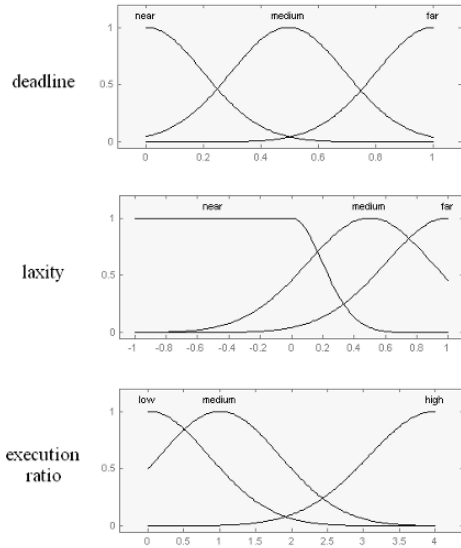 near medium far
deadline
1
0.5
0
0 0.2 0.4 0.6 0.8 1
near medium far
laxity
1
0.5
0
-1 -0.8 -0.6 -0.4 -0.2 0 0.2 0.4 0.6 0.8 1
low medium high
execution
ratio
1
0.5
0
0 0.5 1 1.5 2 2.5 3 3.5 4